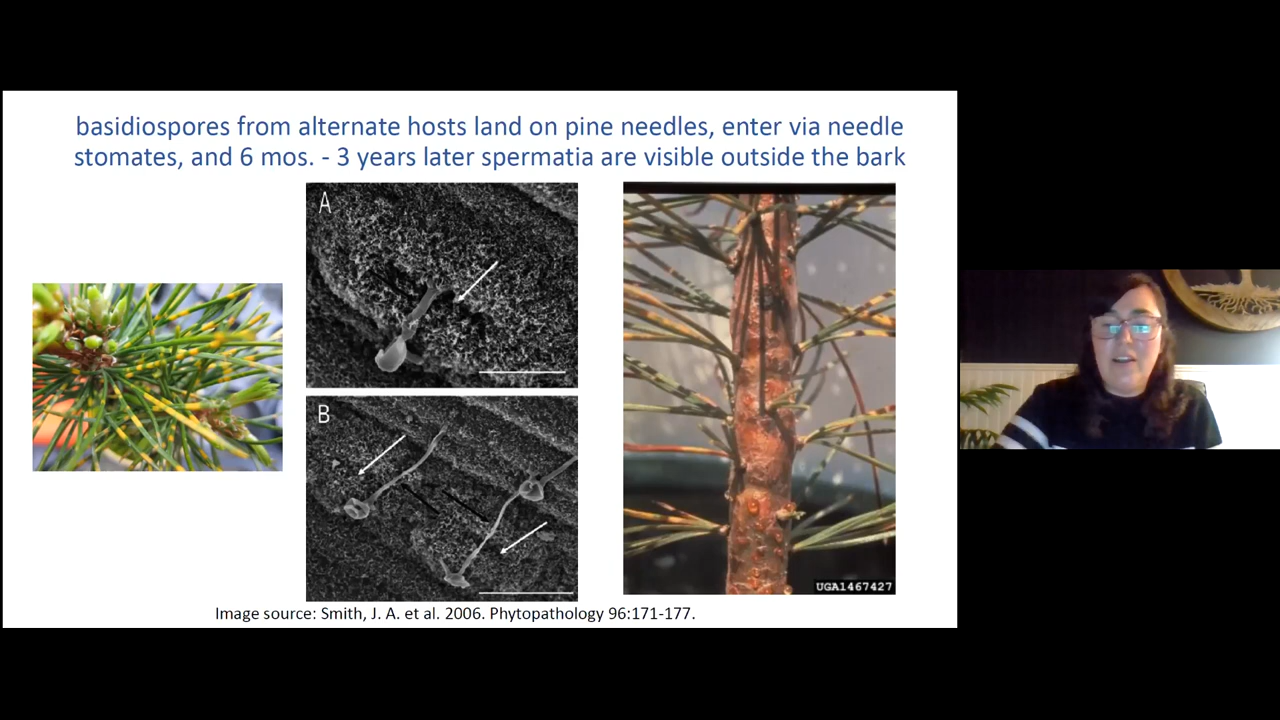 basidiospores from alternate hosts land on pine needles, enter via needle
stomates, and 6 mos. - 3 years later spermatia are visible outside the bark
A
B
UGA1467427
Image source: Smith, J. A. et al. 2006. Phytopathology 96:171-177.